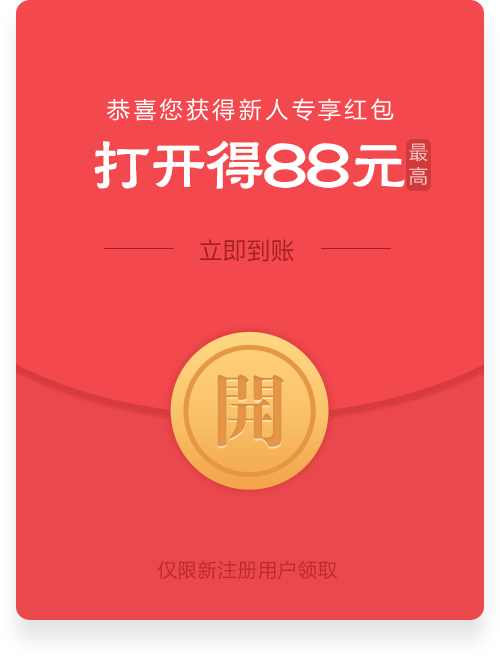 恭喜您获得新人专享红包
打开得88元最高
立即到账
開
仅限新注册用户领取